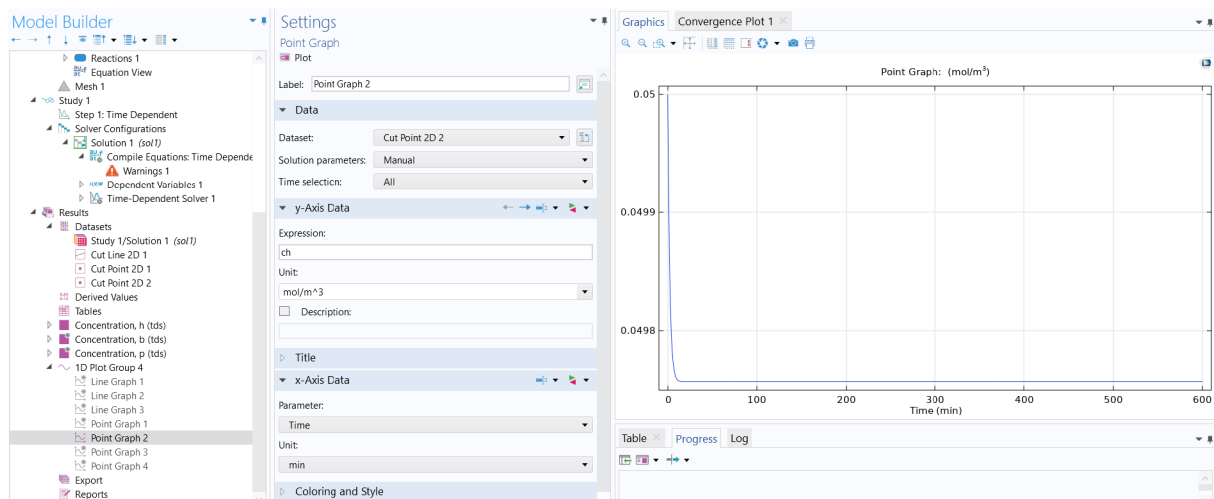 Model Builder
Reactions 1
Equation View
Mesh 1
Study 1
Step 1: Time Dependent
Solver Configurations
Solution 1 (sol1)
Compile Equations: Time Depende
Warnings 1
Dependent Variables 1
Time-Dependent Solver 1
Results
Datasets
Study 1/Solution 1 (sol1)
Cut Line 2D 1
Cut Point 2D 1
Cut Point 2D 2
Derived Values
Tables
Concentration, h (tds)
Concentration, b (tds)
Concentration, p (tds)
1D Plot Group 4
Line Graph 1
Line Graph 2
Line Graph 3
Point Graph 1
Point Graph 2
Point Graph 3
Point Graph 4
Export
Reports
Settings
Point Graph
Plot
Label: Point Graph 2
Data
Dataset: Cut Point 2D 2
Solution parameters: Manual
Time selection: All
y-Axis Data
Expression:
ch
Unit:
mol/m^3
Description:
Title
x-Axis Data
Parameter:
Time
Unit:
min
Coloring and Style
Graphics Convergence Plot 1
Point Graph: (mol/m³)
0.05
0.0499
0.0498
0 100 200 300 400 500 600
Time (min)
Table Progress Log